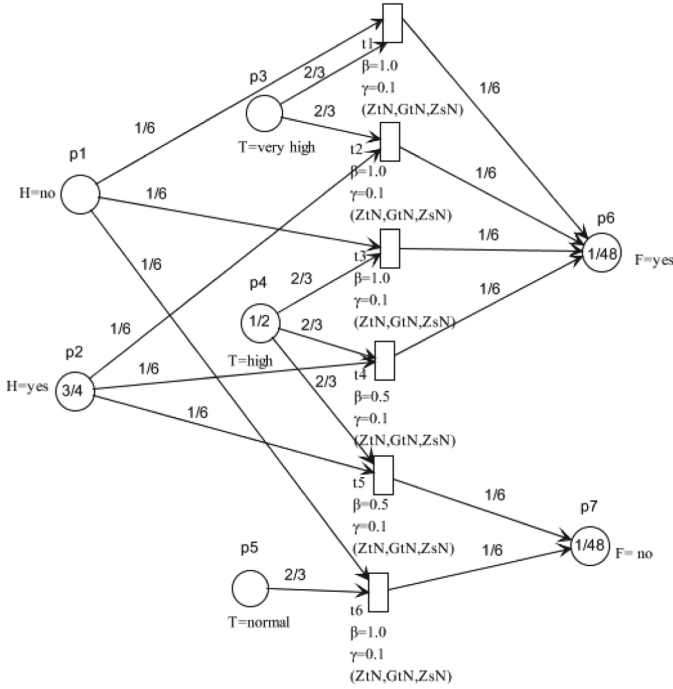 t1
β=1.0
γ=0.1
(ZtN,GtN,ZsN)
p3
2/3
2/3
T=very high
1/6
1/6
p1
H=no
t2
β=1.0
γ=0.1
(ZtN,GtN,ZsN)
1/6
1/6
p6
1/48
F=yes
t3
β=1.0
γ=0.1
(ZtN,GtN,ZsN)
1/6
1/6
p4
1/2
T=high
2/3
2/3
2/3
1/6
p2
3/4
H=yes
1/6
1/6
t4
β=0.5
γ=0.1
(ZtN,GtN,ZsN)
1/6
t5
β=0.5
γ=0.1
(ZtN,GtN,ZsN)
1/6
p7
1/48
F= no
p5
2/3
T=normal
1/6
t6
β=1.0
γ=0.1
(ZtN,GtN,ZsN)